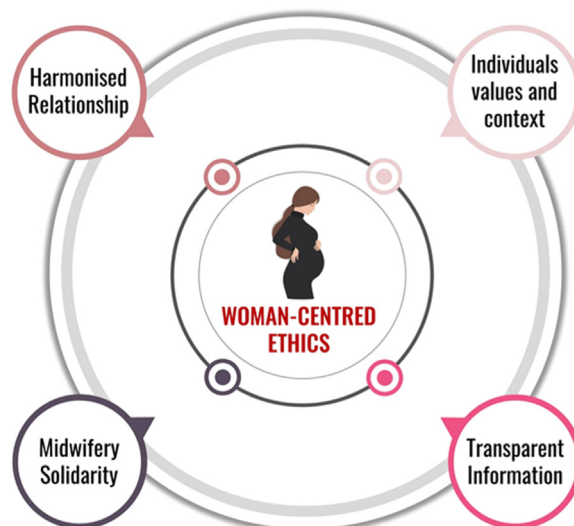 Harmonised
Relationship
Individuals
values and
context
WOMAN-CENTRED
ETHICS
Midwifery
Solidarity
Transparent
Information